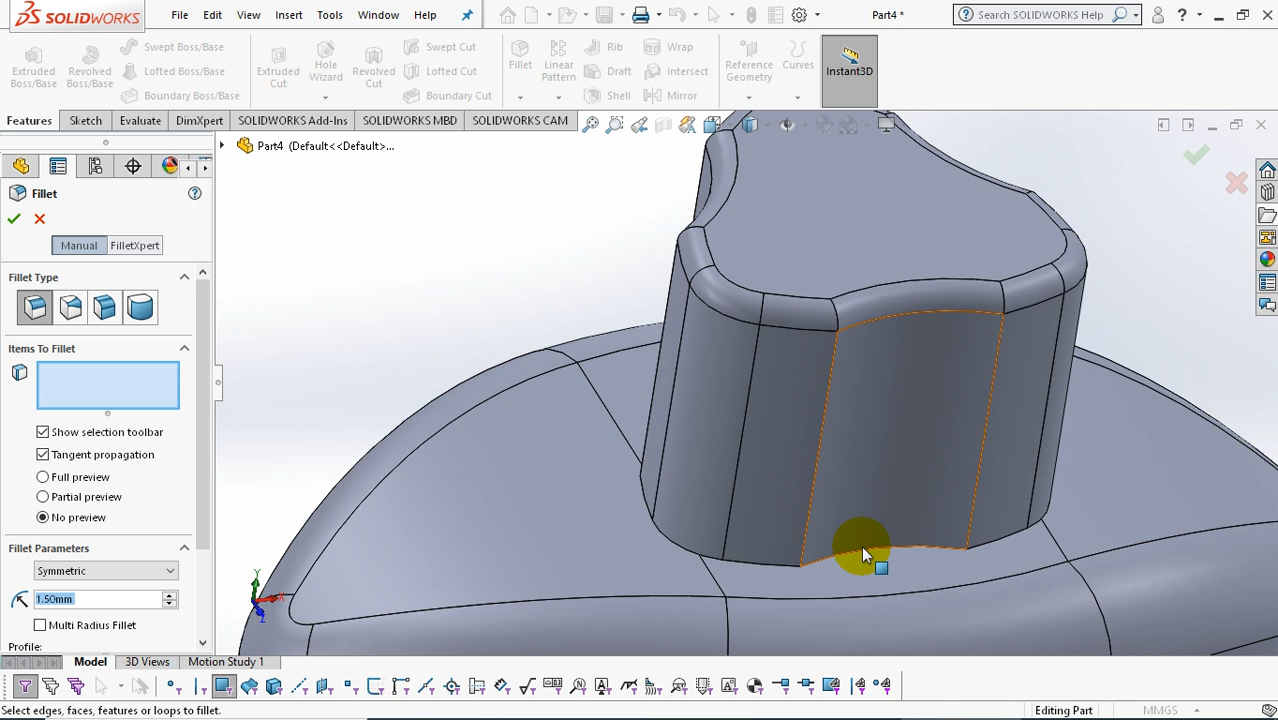 SOLIDWORKS
File Edit View Insert Tools Window Help
Part4 *
Search SOLIDWORKS Help
?
Extruded Boss/Base
Revolved Boss/Base
Swept Boss/Base
Lofted Boss/Base
Boundary Boss/Base
Extruded Cut
Hole Wizard
Revolved Cut
Swept Cut
Lofted Cut
Boundary Cut
Fillet
Linear Pattern
Rib
Draft
Shell
Wrap
Intersect
Mirror
Reference Geometry
Curves
Instant3D
Features Sketch Evaluate DimXpert SOLIDWORKS Add-Ins SOLIDWORKS MBD SOLIDWORKS CAM
Part4 (Default<<Default>...
Fillet
Manual FilletXpert
Fillet Type
Items To Fillet
Show selection toolbar
Tangent propagation
Full preview
Partial preview
No preview
Fillet Parameters
Symmetric
1.50mm
Multi Radius Fillet
Profile:
Y
X
Z
Model 3D Views Motion Study 1
Select edges, faces, features or loops to fillet.
Editing Part
MMGS